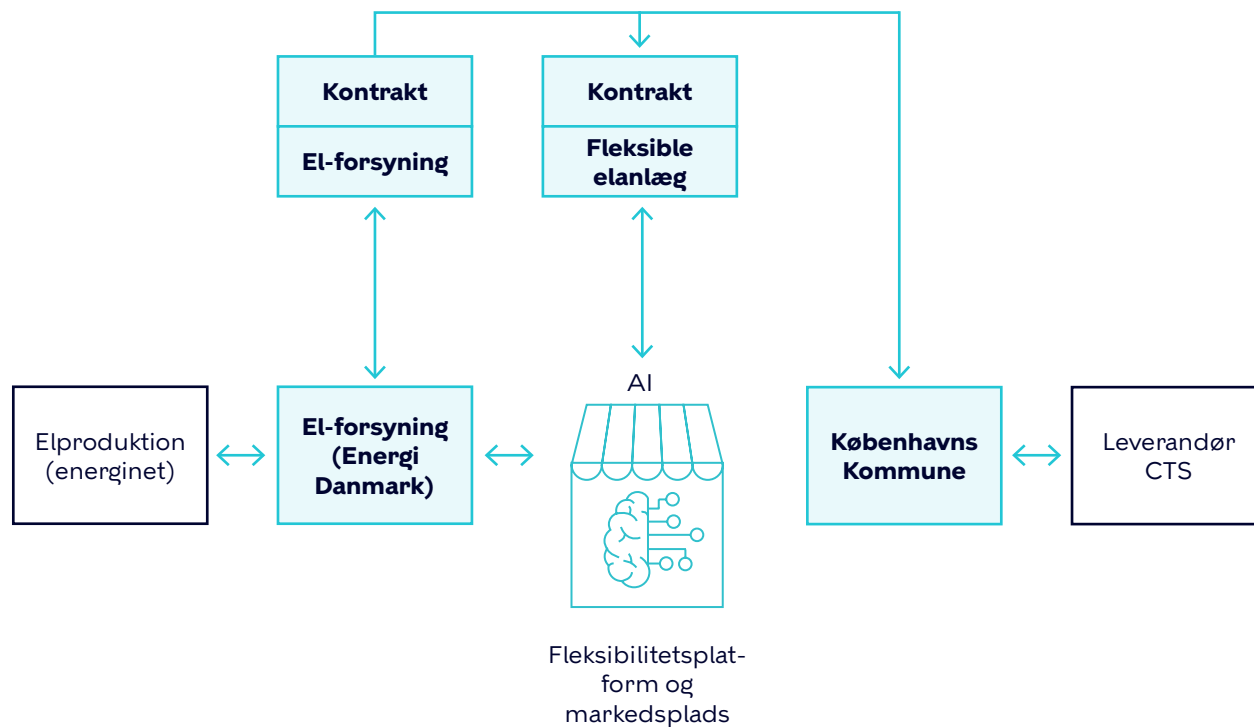 Kontrakt
El-forsyning
Kontrakt
Fleksible
elanlæg
Elproduktion
(energinet)
El-forsyning
(Energi
Danmark)
AI
Fleksibilitetsplat-
form og
markedsplads
Københavns
Kommune
Leverandør
CTS